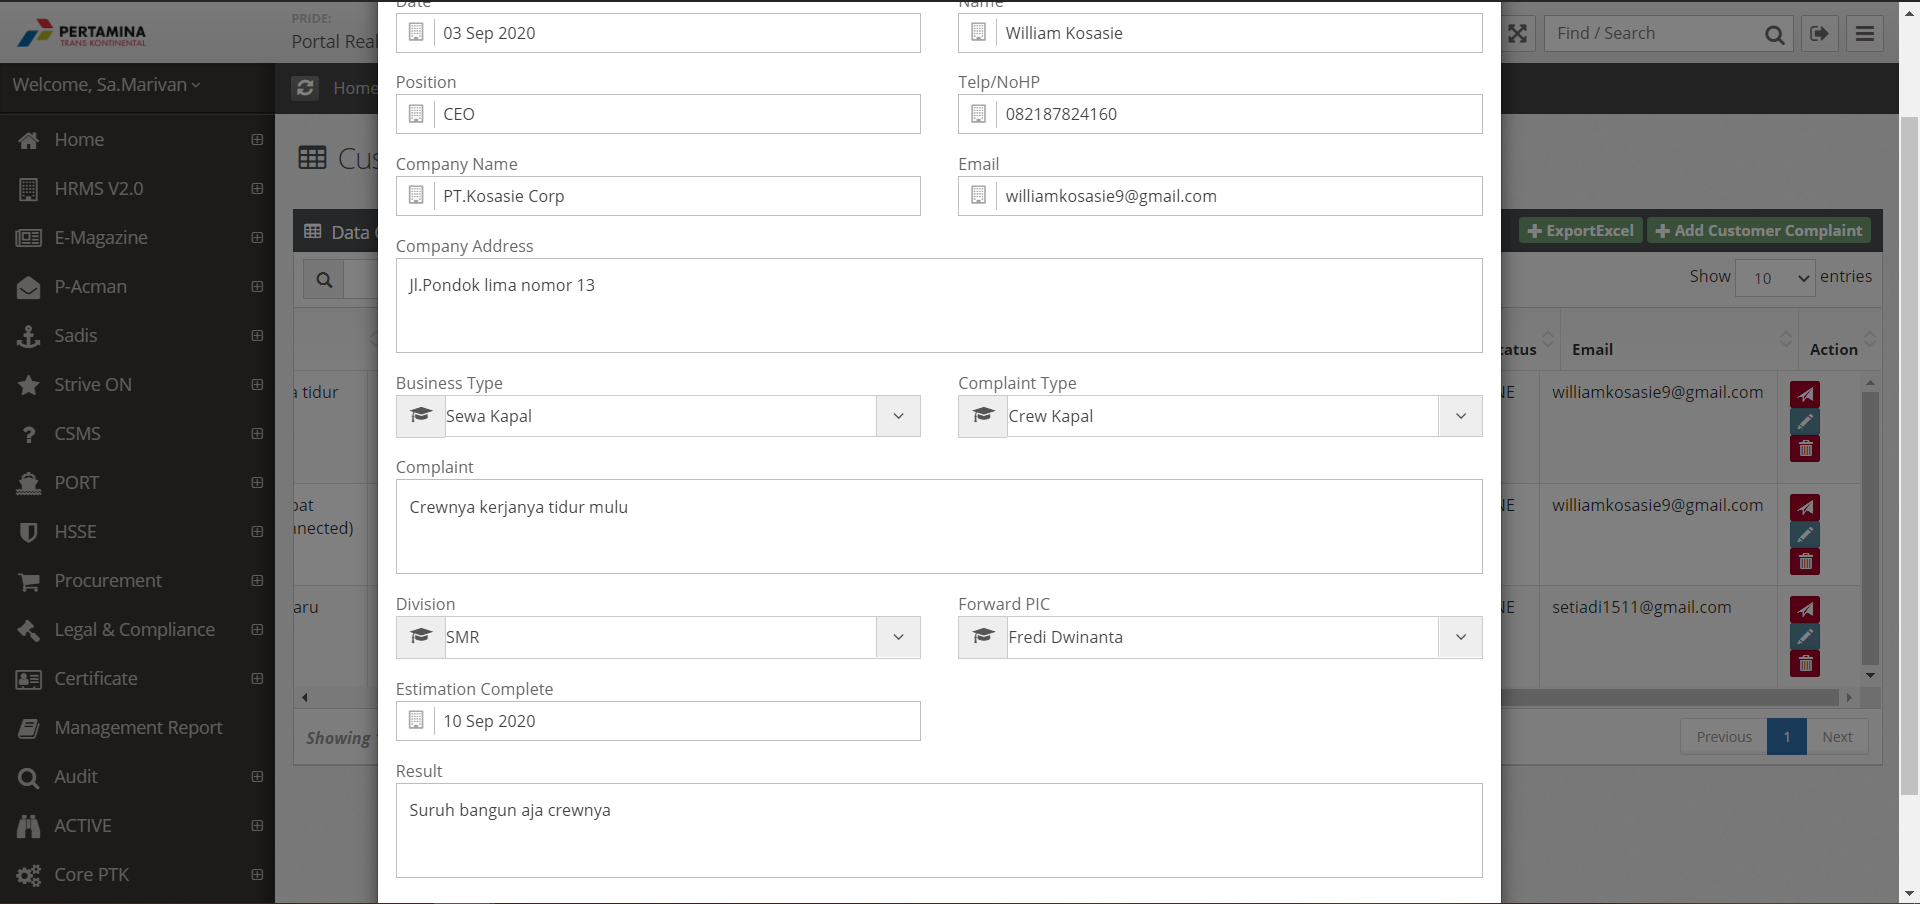 PERTAMINA
TRANS KONTINENTAL
PRIDE:
Portal Real
Find / Search
Welcome, Sa.Marivan
Home
Home
HRMS V2.0
E-Magazine
P-Acman
Sadis
Strive ON
CSMS
PORT
HSSE
Procurement
Legal & Compliance
Certificate
Management Report
Audit
ACTIVE
Core PTK
Cus
Data
Date
03 Sep 2020
Name
William Kosasie
Position
CEO
Telp/NoHP
082187824160
Company Name
PT.Kosasie Corp
Email
williamkosasie9@gmail.com
Company Address
Jl.Pondok lima nomor 13
Business Type
Sewa Kapal
Complaint Type
Crew Kapal
Complaint
Crewnya kerjanya tidur mulu
Division
SMR
Forward PIC
Fredi Dwinanta
Estimation Complete
10 Sep 2020
Result
Suruh bangun aja crewnya
ExportExcel
Add Customer Complaint
Show 10 entries
tatus
Email
Action
a tidur
NE
williamkosasie9@gmail.com
pat
nnected)
NE
williamkosasie9@gmail.com
aru
NE
setiadi1511@gmail.com
Showing
Previous 1 Next